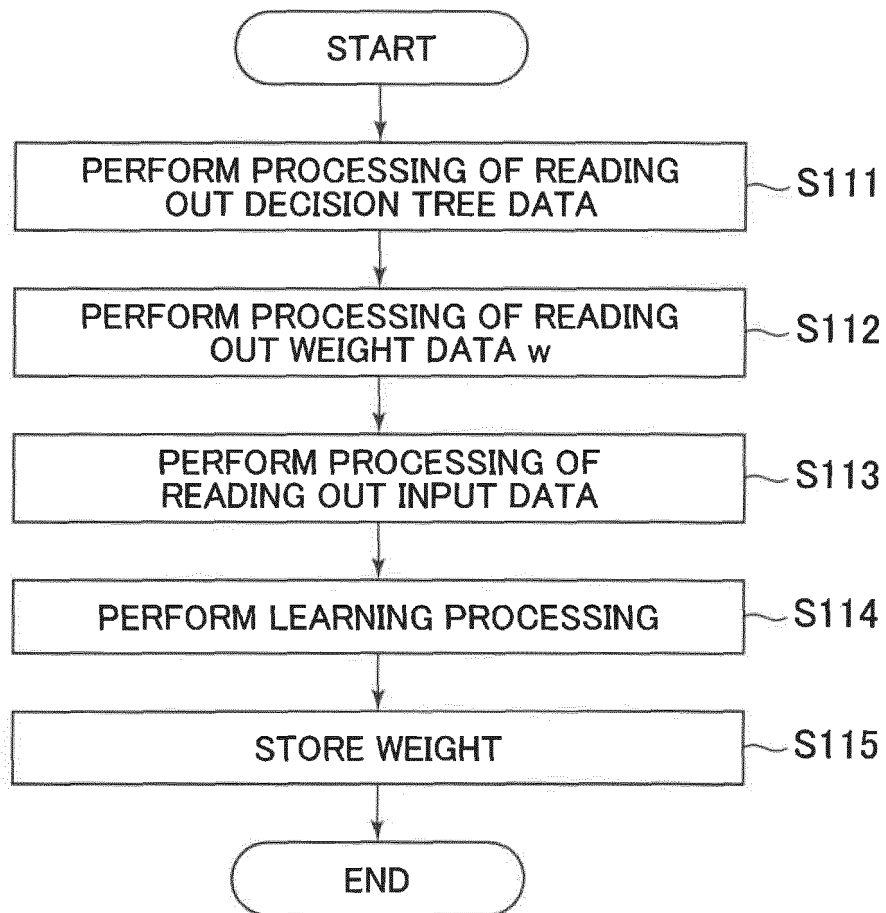 START
PERFORM PROCESSING OF READING
OUT DECISION TREE DATA
S111
PERFORM PROCESSING OF READING
OUT WEIGHT DATA w
S112
PERFORM PROCESSING OF
READING OUT INPUT DATA
S113
PERFORM LEARNING PROCESSING
S114
STORE WEIGHT
S115
END